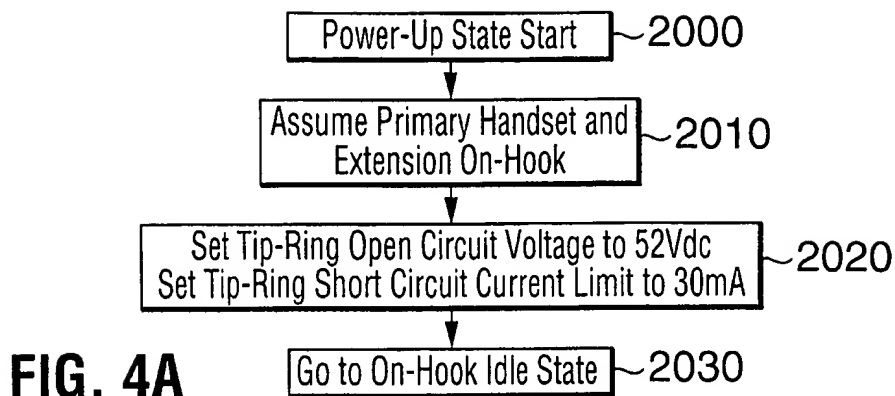 Power-Up State Start 2000
Assume Primary Handset and
Extension On-Hook 2010
Set Tip-Ring Open Circuit Voltage to 52Vdc
Set Tip-Ring Short Circuit Current Limit to 30mA 2020
Go to On-Hook Idle State 2030
FIG. 4A